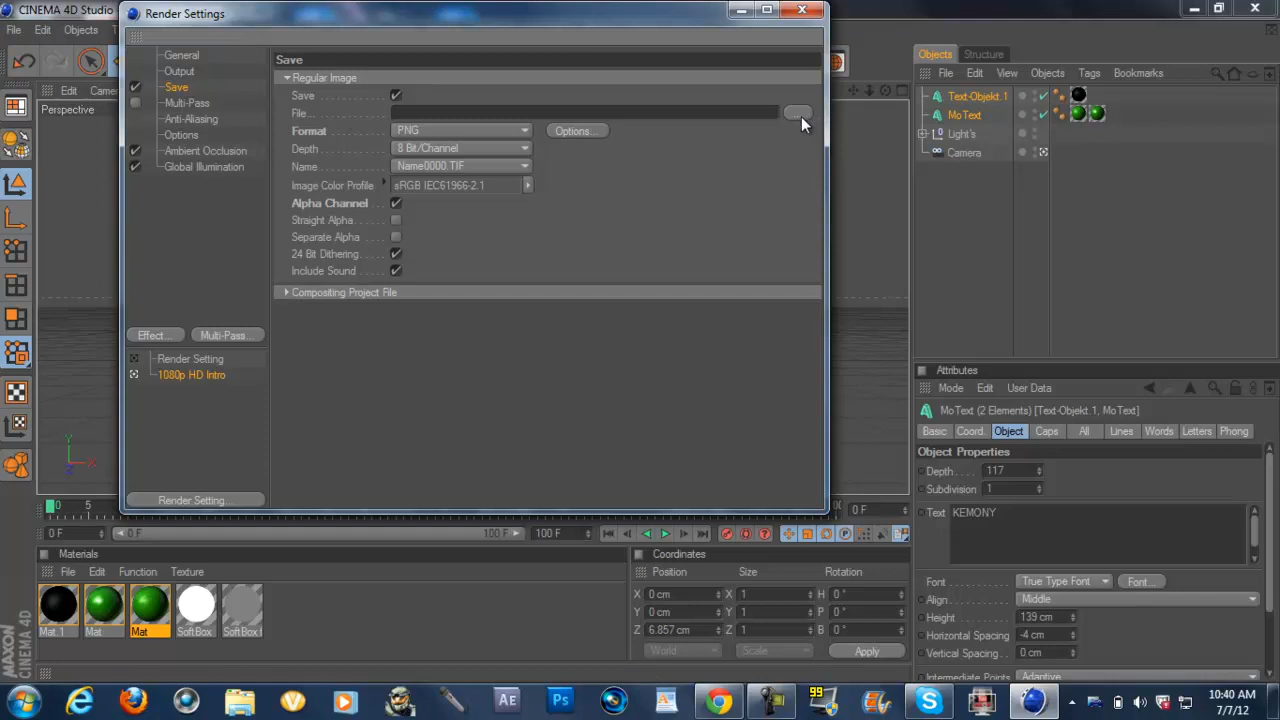 CINEMA 4D Studio
Render Settings
File Edit Objects T
Edit Camer
Perspective
General
Output
Save
Multi-Pass
Anti-Aliasing
Options
Ambient Occlusion
Global Illumination
Effect... Multi-Pass...
Render Setting
1080p HD Intro
Render Setting...
Save
Regular Image
Save
File...
Format PNG Options...
Depth 8 Bit/Channel
Name Name0000.TIF
Image Color Profile sRGB IEC61966-2.1
Alpha Channel
Straight Alpha
Separate Alpha
24 Bit Dithering
Include Sound
Compositing Project File
Objects Structure
File Edit View Objects Tags Bookmarks
Text-Objekt 1
MoText
Light's
Camera
Attributes
Mode Edit User Data
MoText (2 Elements) [Text-Objekt.1, MoText]
Basic Coord. Object Caps All Lines Words Letters Phong
Object Properties
Depth 117
Subdivision 1
Text KEMONY
Font True Type Font Font...
Align Middle
Height 139 cm
Horizontal Spacing -4 cm
Vertical Spacing 0 cm
Intermediate Points Adaptive
Y X Z
0 5 0 F
0 F 0 F 100 F 100 F
Materials
File Edit Function Texture
Mat.1 Mat Mat SoftBox SoftBox
Coordinates
Position Size Rotation
X 0 cm X 1 H 0 °
Y 0 cm Y 1 P 0 °
Z 6.857 cm Z 1 B 0 °
World Scale Apply
MAXON
CINEMA 4D
AE Ps 99
10:40 AM
7/7/12